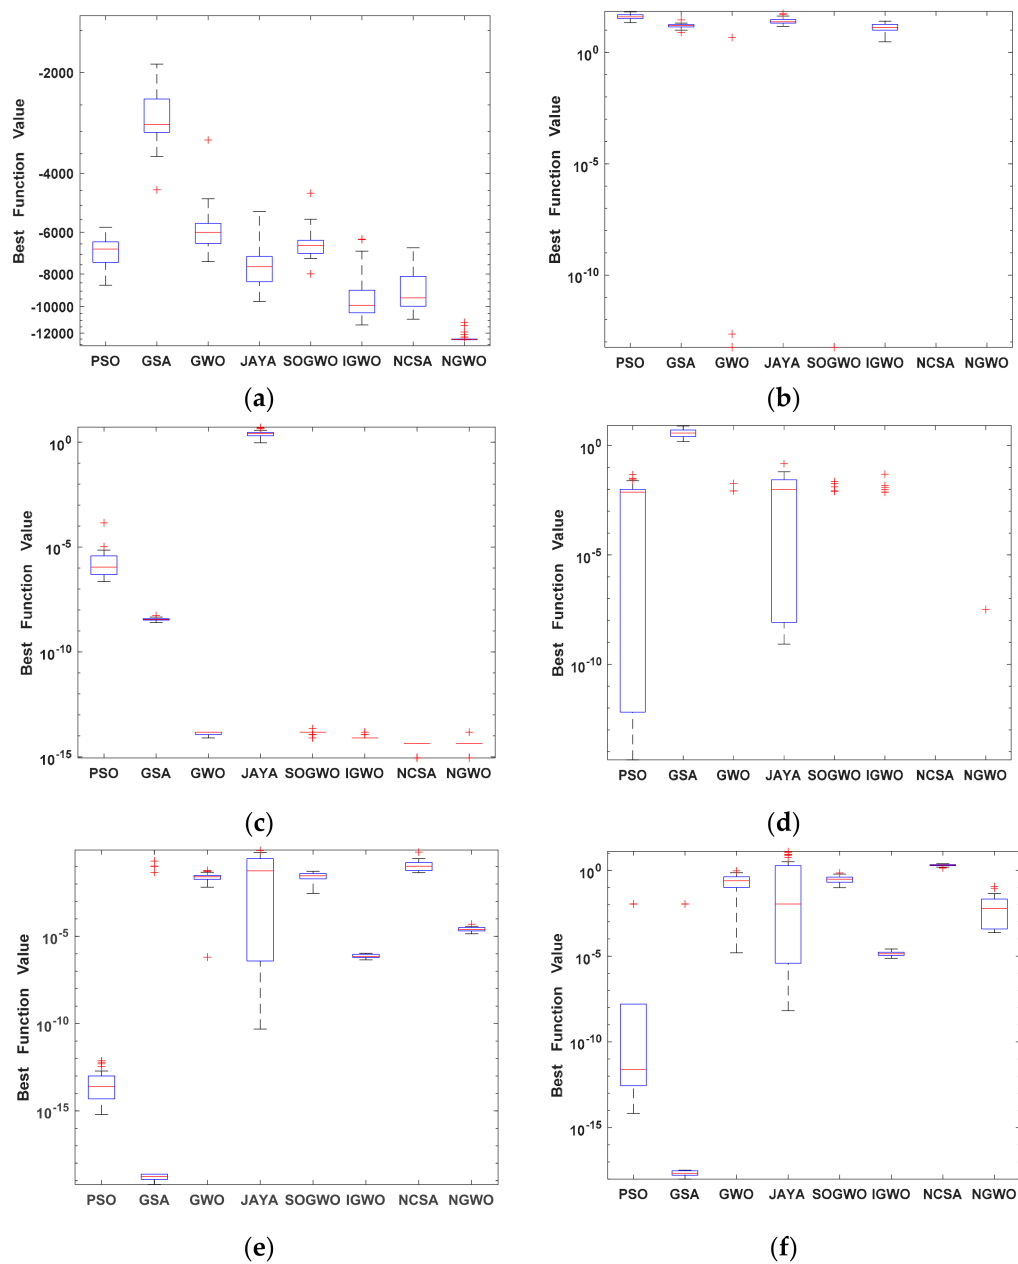 Best Function Value
-2000
-4000
-6000
-8000
-10000
-12000
PSO GSA GWO JAYA SOGWO IGWO NCSA NGWO
(a)
Best Function Value
10^0
10^-5
10^-10
PSO GSA GWO JAYA SOGWO IGWO NCSA NGWO
(b)
Best Function Value
10^0
10^-5
10^-10
10^-15
PSO GSA GWO JAYA SOGWO IGWO NCSA NGWO
(c)
Best Function Value
10^0
10^-5
10^-10
PSO GSA GWO JAYA SOGWO IGWO NCSA NGWO
(d)
Best Function Value
10^-5
10^-10
10^-15
PSO GSA GWO JAYA SOGWO IGWO NCSA NGWO
(e)
Best Function Value
10^0
10^-5
10^-10
10^-15
PSO GSA GWO JAYA SOGWO IGWO NCSA NGWO
(f)